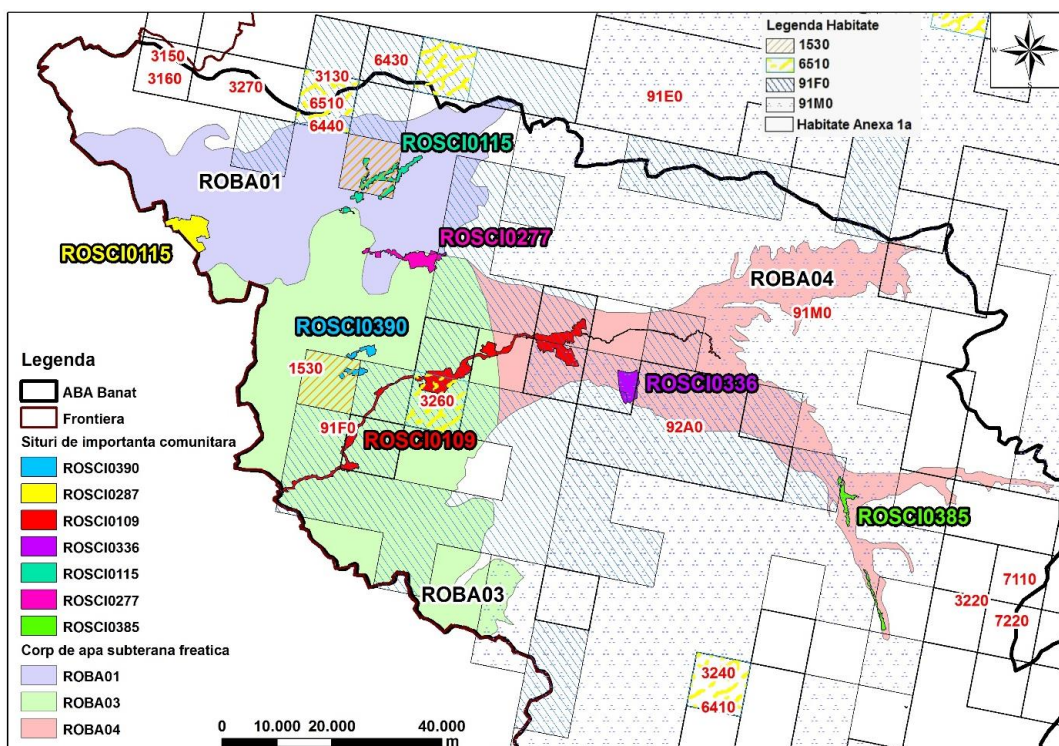 Legenda Habitate
1530
6510
91F0
91M0
Habitate Anexa 1a
3150
3160
3270
3130
6430
6510
6440
91E0
ROSCI0115
ROBA01
ROSCI0115
ROSCI0277
ROBA04
91M0
ROSCI0390
1530
3260
ROSCI0336
91F0
ROSCI0109
92A0
ROSCI0385
ROBA03
3220
7110
7220
3240
6410
Legenda
ABA Banat
Frontiera
Situri de importanta comunitara
ROSCI0390
ROSCI0287
ROSCI0109
ROSCI0336
ROSCI0115
ROSCI0277
ROSCI0385
Corp de apa subterana freatica
ROBA01
ROBA03
ROBA04
0 10.000 20.000 40.000
m